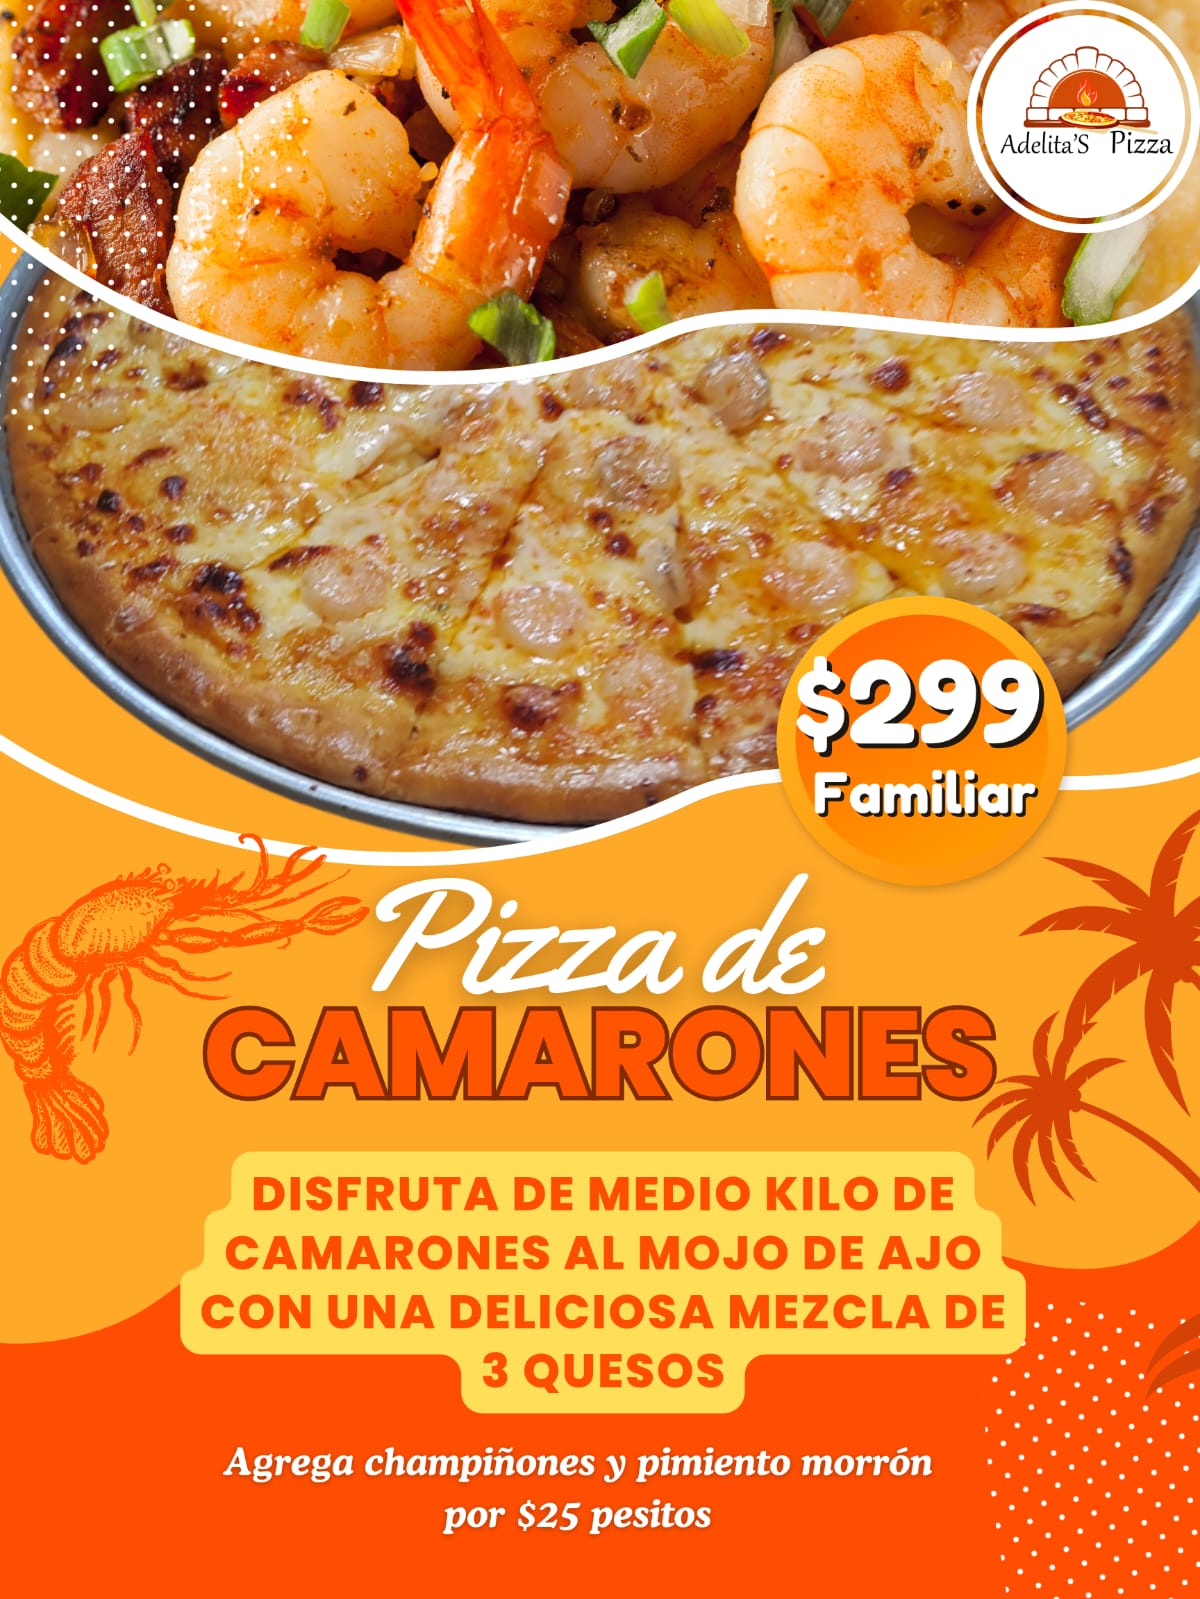 Adelita'S Pizza
$299
Familiar
Pizza de
CAMARONES
DISFRUTA DE MEDIO KILO DE
CAMARONES AL MOJO DE AJO
CON UNA DELICIOSA MEZCLA DE
3 QUESOS
Agrega champiñones y pimiento morrón
por $25 pesitos